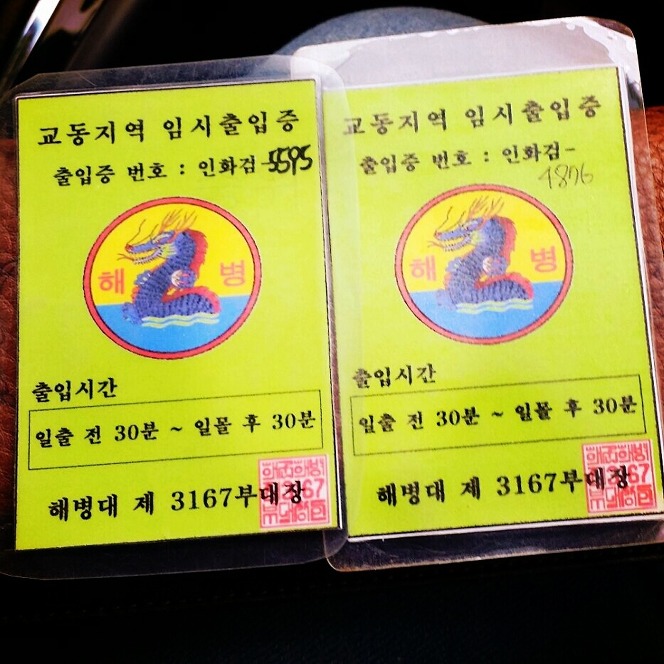 교동지역 임시출입증
출입증 번호 : 인화검-5595
해 병
출입시간
일출 전 30분 ~ 일몰 후 30분
해병대 제 3167부대장
교동지역 임시출입증
출입증 번호 : 인화검-
4876
해 병
출입시간
일출 전 30분 ~ 일몰 후 30분
해병대 제 3167부대장